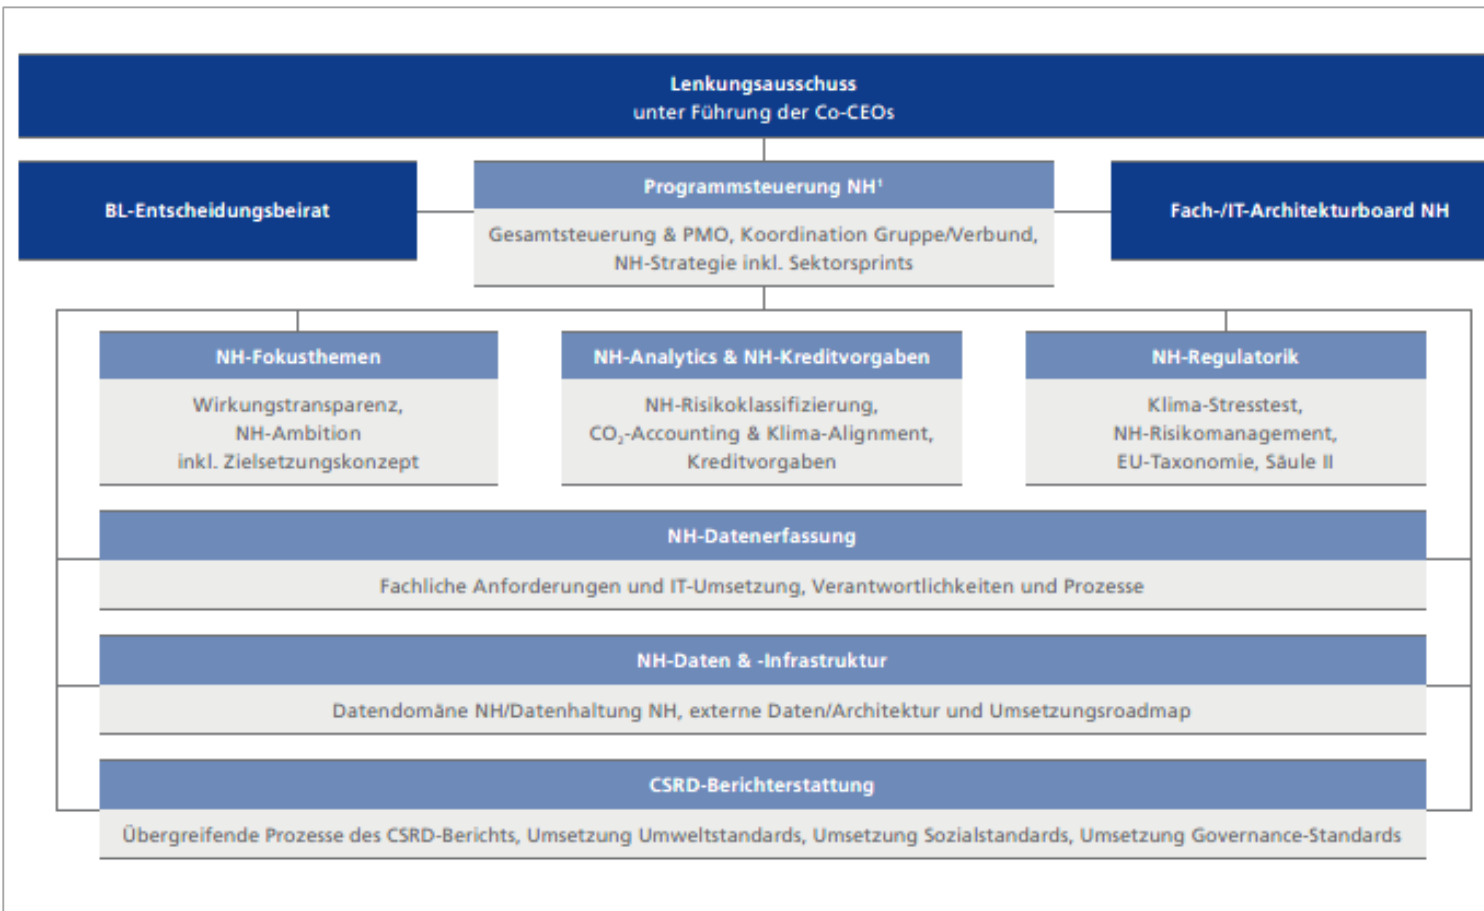 Lenkungsausschuss
unter Führung der Co-CEOs
BL-Entscheidungsbeirat
Programmsteuerung NH¹
Gesamtsteuerung & PMO, Koordination Gruppe/Verbund,
NH-Strategie inkl. Sektorsprints
Fach-/IT-Architekturboard NH
NH-Fokusthemen
Wirkungstransparenz,
NH-Ambition
inkl. Zielsetzungskonzept
NH-Analytics & NH-Kreditvorgaben
NH-Risikoklassifizierung,
CO₂-Accounting & Klima-Alignment,
Kreditvorgaben
NH-Regulatorik
Klima-Stresstest,
NH-Risikomanagement,
EU-Taxonomie, Säule II
NH-Datenerfassung
Fachliche Anforderungen und IT-Umsetzung, Verantwortlichkeiten und Prozesse
NH-Daten & -Infrastruktur
Datendomäne NH/Datenhaltung NH, externe Daten/Architektur und Umsetzungsroadmap
CSRD-Berichterstattung
Übergreifende Prozesse des CSRD-Berichts, Umsetzung Umweltstandards, Umsetzung Sozialstandards, Umsetzung Governance-Standards